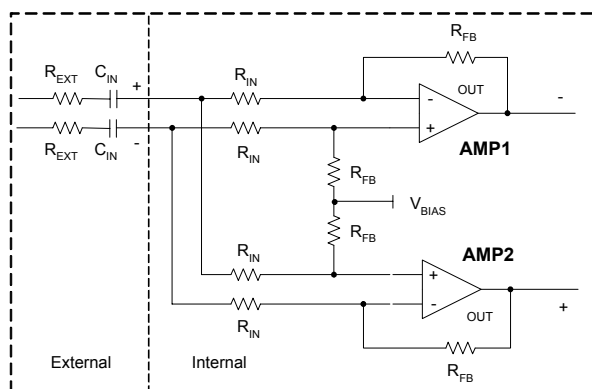 R_FB
R_EXT C_IN + R_IN - OUT -
R_EXT C_IN - R_IN + AMP1
R_FB
V_BIAS
R_FB
R_IN + AMP2
R_IN - OUT +
External Internal R_FB